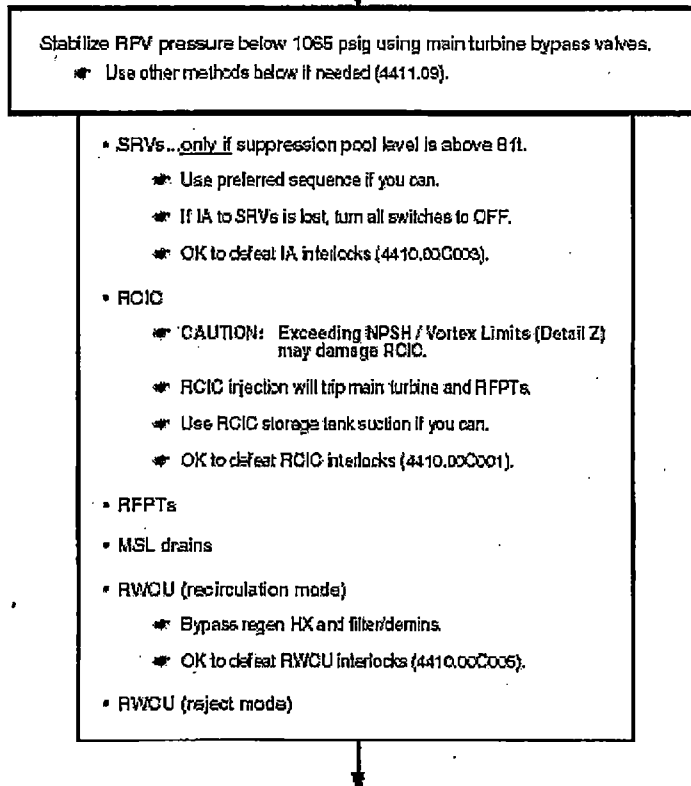 Stabilize RPV pressure below 1065 psig using main turbine bypass valves.
☛ Use other methods below if needed (4411.09).
• SRVs...only if suppression pool level is above 8 ft.
☛ Use preferred sequence if you can.
☛ If IA to SRVs is lost, turn all switches to OFF.
☛ OK to defeat IA interlocks (4410.00C003).
• RCIC
☛ CAUTION: Exceeding NPSH / Vortex Limits (Detail Z)
may damage RCIC.
☛ RCIC injection will trip main turbine and RFPTs.
☛ Use RCIC storage tank suction if you can.
☛ OK to defeat RCIC interlocks (4410.00C001).
• RFPTs
• MSL drains
• RWCU (recirculation mode)
☛ Bypass regen HX and filter/demins.
☛ OK to defeat RWCU interlocks (4410.00C006).
• RWCU (reject mode)